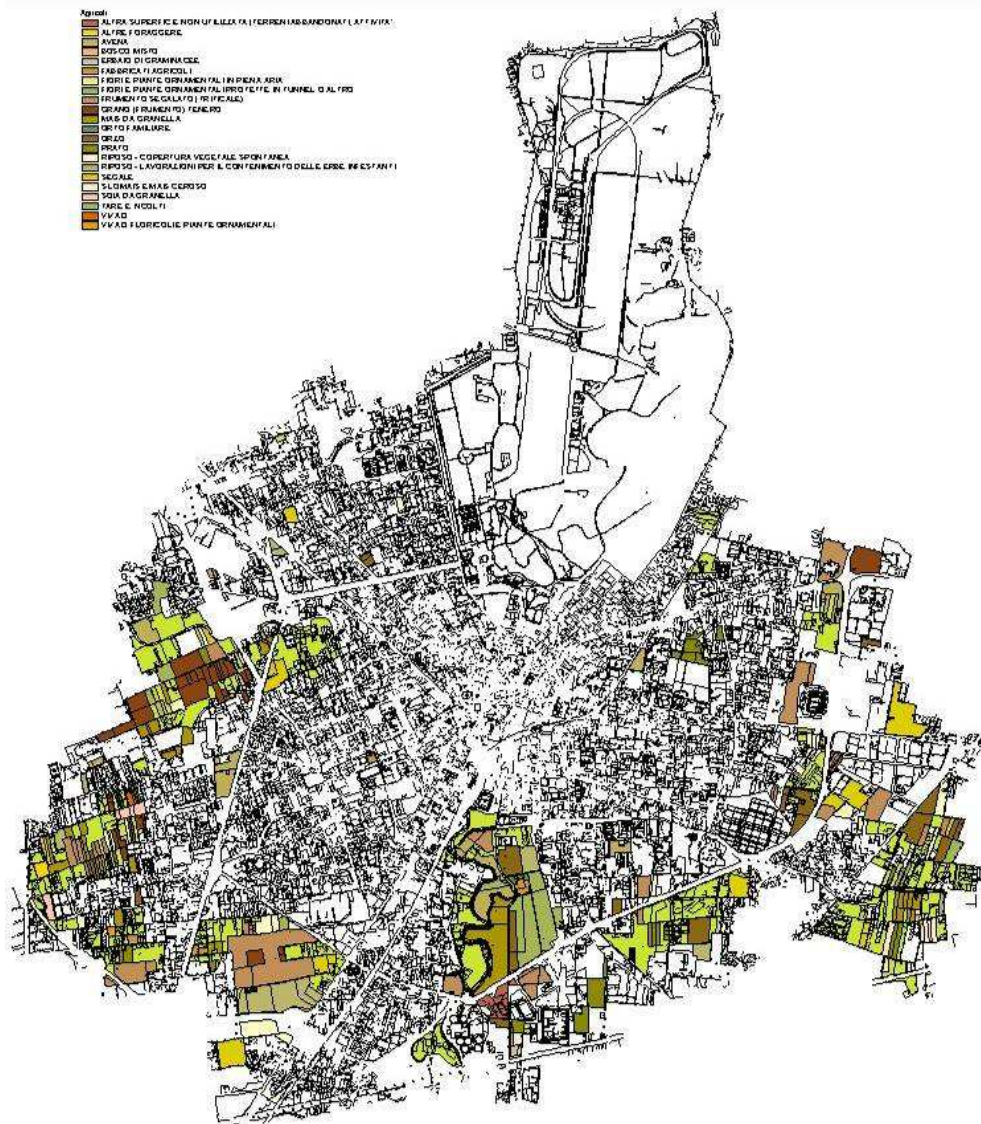 Agricoli
ALTRA SUPERFICIE NON UTILIZZATA (TERRENI ABBANDONATI, ATTIVITA'
ALTRE FORAGGERE
AVENA
BOSCO MISTO
ERBAIO DI GRAMINACEE
FABBRICATI AGRICOLI
FIORI E PIANTE ORNAMENTALI IN PIENA ARIA
FIORI E PIANTE ORNAMENTALI (PROTETTE IN TUNNEL O ALTRO
FRUMENTO SEGALATO (TRITICALE)
GRANO (FRUMENTO) TENERO
MAIS DA GRANELLA
ORTO FAMILIARE
ORZO
PRATO
RIPOSO - COPERTURA VEGETALE SPONTANEA
RIPOSO - LAVORAZIONI PER IL CONTENIMENTO DELLE ERBE INFESTANTI
SEGALE
SILOMAIS E MAIS CEROSO
SOIA DA GRANELLA
TARE E INCOLTI
VIVAIO
VIVAIO FLORICOLI E PIANTE ORNAMENTALI